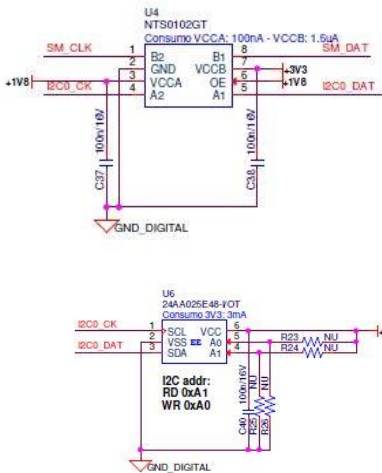 U4
NTS0102GT
Consumo VCCA: 100nA - VCCB: 1.5uA
SM_CLK 1 B2 B1 8 SM_DAT
2 GND VCCB 7 +3V3
+1V8 3 VCCA OE 6 +1V8
I2C0_CK 4 A2 A1 5 I2C0_DAT
C37 100n/16V
C38 100n/16V
GND_DIGITAL
U6
24AA025E48-I/OT
Consumo 3V3: 3mA
I2C0_CK 1 SCL VCC 6
2 VSS EE A0 5 R23 NU
I2C0_DAT 3 SDA A1 4 R24 NU
I2C addr:
RD 0xA1
WR 0xA0
C40 100n/16V
R25 NU
R26 NU
GND_DIGITAL